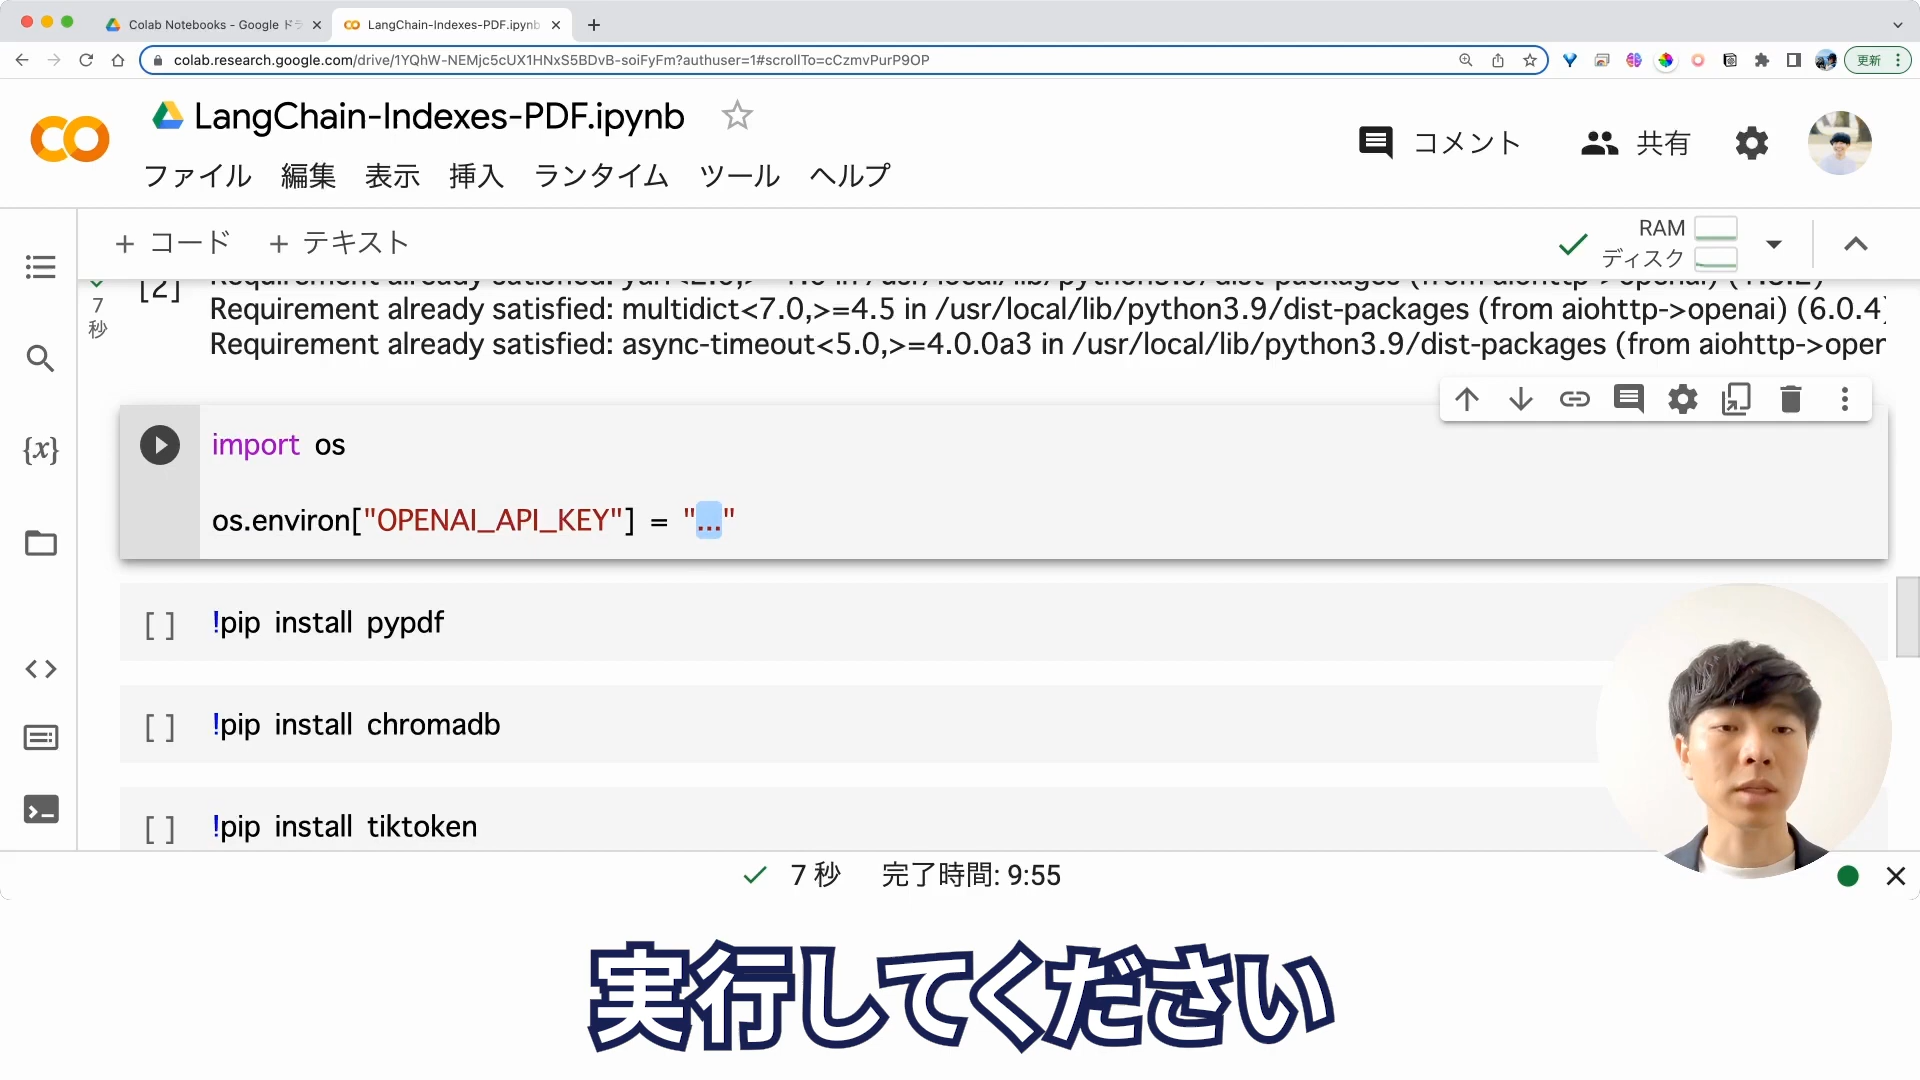 Colab Notebooks - Google ドラ
LangChain-Indexes-PDF.ipynb
colab.research.google.com/drive/1YQhW-NEMjc5cUX1HNxS5BDvB-soiFyFm?authuser=1#scrollTo=cCzmvPurP9OP
更新
LangChain-Indexes-PDF.ipynb
コメント
共有
ファイル 編集 表示 挿入 ランタイム ツール ヘルプ
+ コード + テキスト
RAM
ディスク
7
秒
[2]
Requirement already satisfied: multidict<7.0,>=4.5 in /usr/local/lib/python3.9/dist-packages (from aiohttp->openai) (6.0.4)
Requirement already satisfied: async-timeout<5.0,>=4.0.0a3 in /usr/local/lib/python3.9/dist-packages (from aiohttp->oper
import os
os.environ["OPENAI_API_KEY"] = "..."
[ ] !pip install pypdf
[ ] !pip install chromadb
[ ] !pip install tiktoken
{x}
7 秒 完了時間: 9:55
実行してください